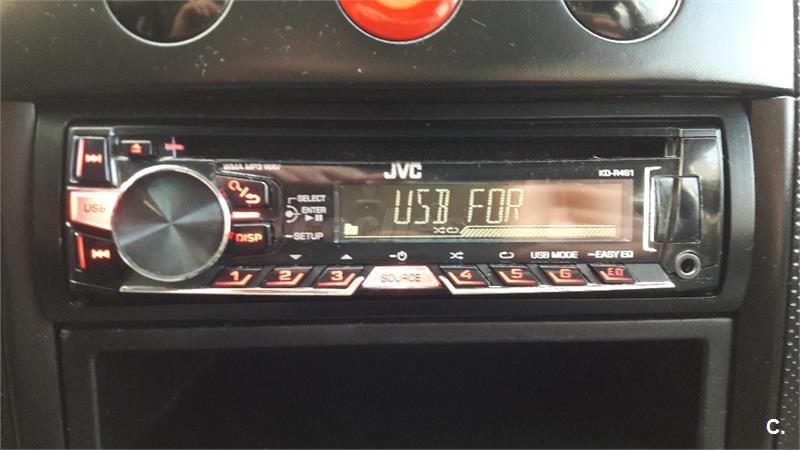 WMA MP3 WAV
JVC
KD-R481
USB
DISP
SELECT
ENTER
SETUP
USB FOR
USB MODE
EASY EQ
1 2 3 SOURCE 4 5 6 EQ
C.